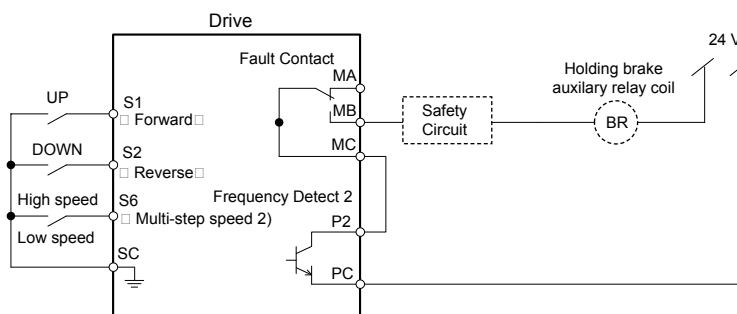 Drive
24 V
Fault Contact
MA
Holding brake
auxilary relay coil
UP
S1
□ Forward□
MB
Safety
Circuit
BR
DOWN
S2
□ Reverse□
MC
High speed
S6
□ Multi-step speed 2)
Frequency Detect 2
Low speed
P2
SC
PC